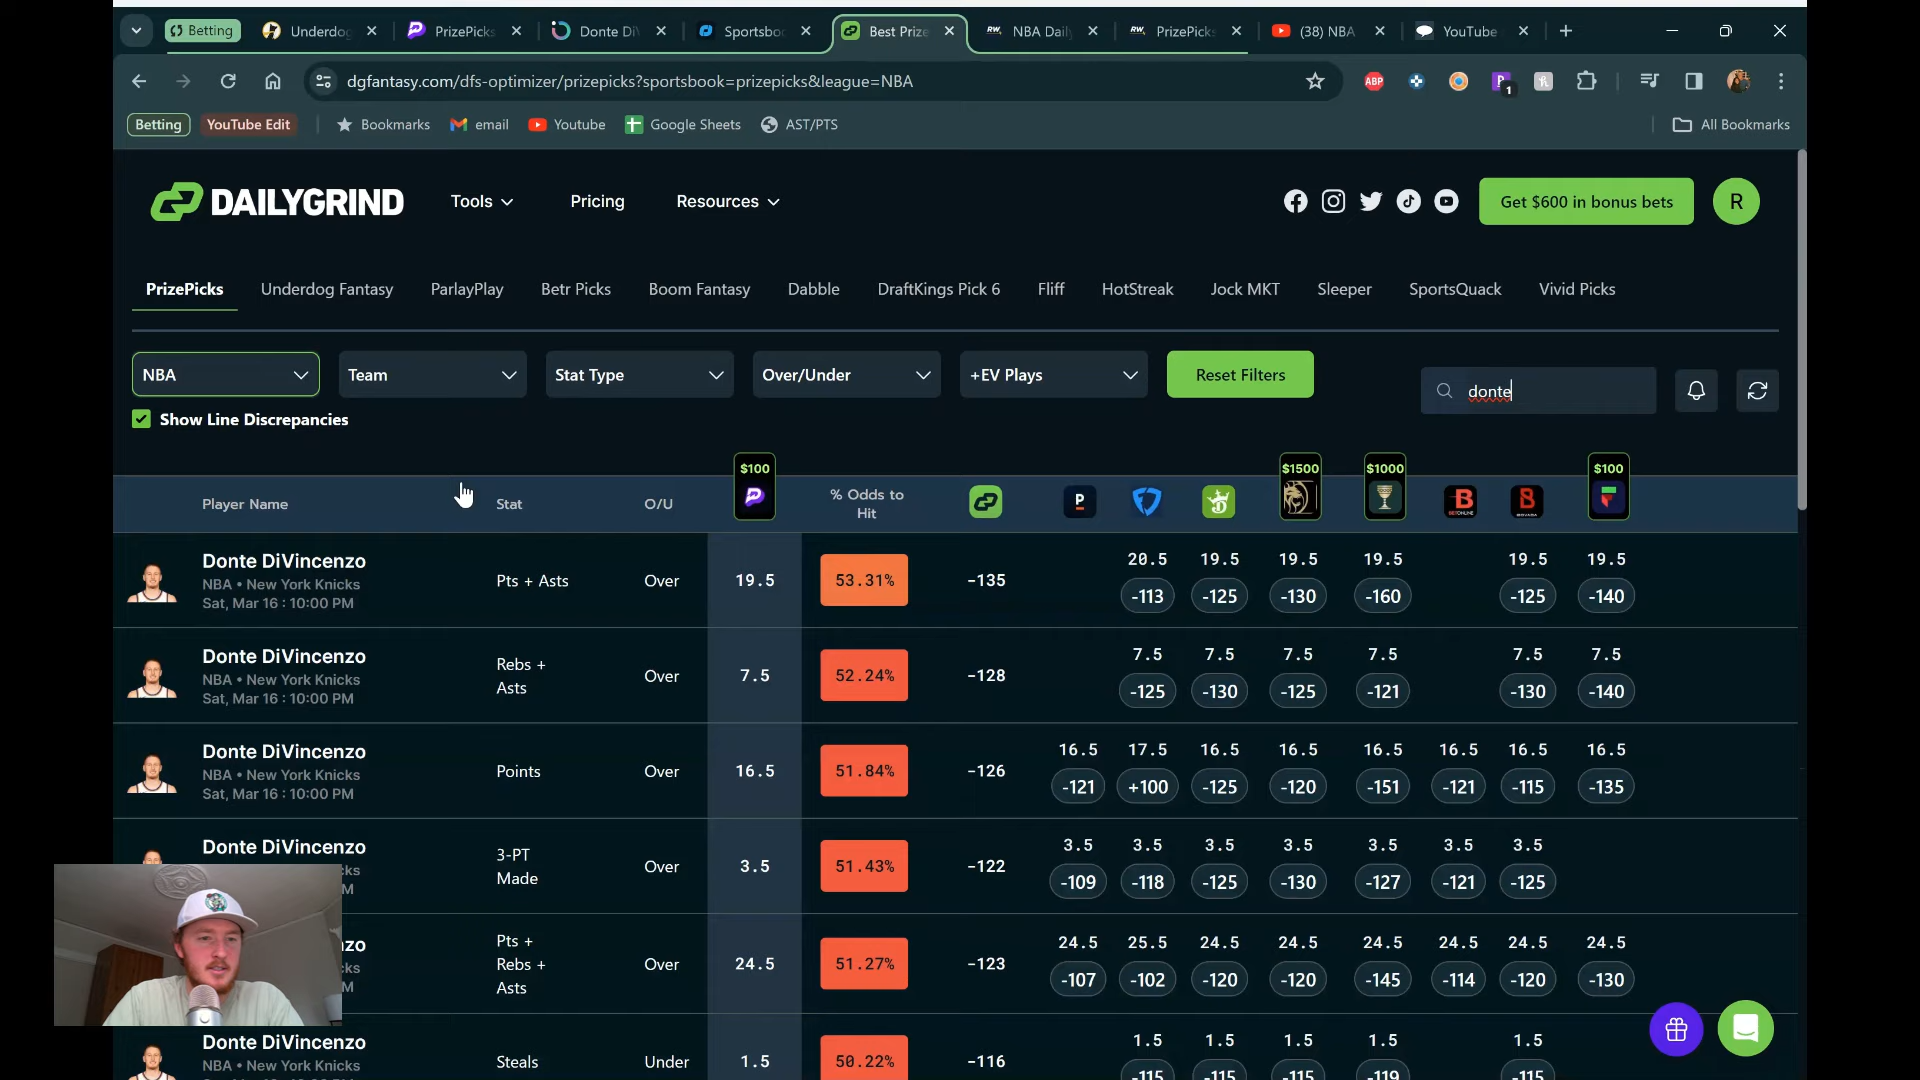 Betting
Underdo
PrizePicks
Donte Di
Sportsboo
Best Prize
NBA Daily
PrizePicks
(38) NBA
YouTube
dgfantasy.com/dfs-optimizer/prizepicks?sportsbook=prizepicks&league=NBA
ABP
1
Betting
YouTube Edit
Bookmarks
email
Youtube
Google Sheets
AST/PTS
All Bookmarks
DAILYGRIND
Tools
Pricing
Resources
Get $600 in bonus bets
R
PrizePicks
Underdog Fantasy
ParlayPlay
Betr Picks
Boom Fantasy
Dabble
DraftKings Pick 6
Fliff
HotStreak
Jock MKT
Sleeper
SportsQuack
Vivid Picks
NBA
Team
Stat Type
Over/Under
+EV Plays
Reset Filters
donte
Show Line Discrepancies
Player Name
Stat
O/U
$100
% Odds to
Hit
$1500
$1000
$100
Donte DiVincenzo
NBA • New York Knicks
Sat, Mar 16 : 10:00 PM
Pts + Asts
Over
19.5
53.31%
-135
20.5 19.5 19.5 19.5 19.5 19.5
-113 -125 -130 -160 -125 -140
Donte DiVincenzo
NBA • New York Knicks
Sat, Mar 16 : 10:00 PM
Rebs +
Asts
Over
7.5
52.24%
-128
7.5 7.5 7.5 7.5 7.5 7.5
-125 -130 -125 -121 -130 -140
Donte DiVincenzo
NBA • New York Knicks
Sat, Mar 16 : 10:00 PM
Points
Over
16.5
51.84%
-126
16.5 17.5 16.5 16.5 16.5 16.5 16.5 16.5
-121 +100 -125 -120 -151 -121 -115 -135
Donte DiVincenzo
ks
M
3-PT
Made
Over
3.5
51.43%
-122
3.5 3.5 3.5 3.5 3.5 3.5 3.5
-109 -118 -125 -130 -127 -121 -125
zo
ks
M
Pts +
Rebs +
Asts
Over
24.5
51.27%
-123
24.5 25.5 24.5 24.5 24.5 24.5 24.5 24.5
-107 -102 -120 -120 -145 -114 -120 -130
Donte DiVincenzo
NBA • New York Knicks
Steals
Under
1.5
50.22%
-116
1.5 1.5 1.5 1.5 1.5
-115 -115 -115 -119 -115